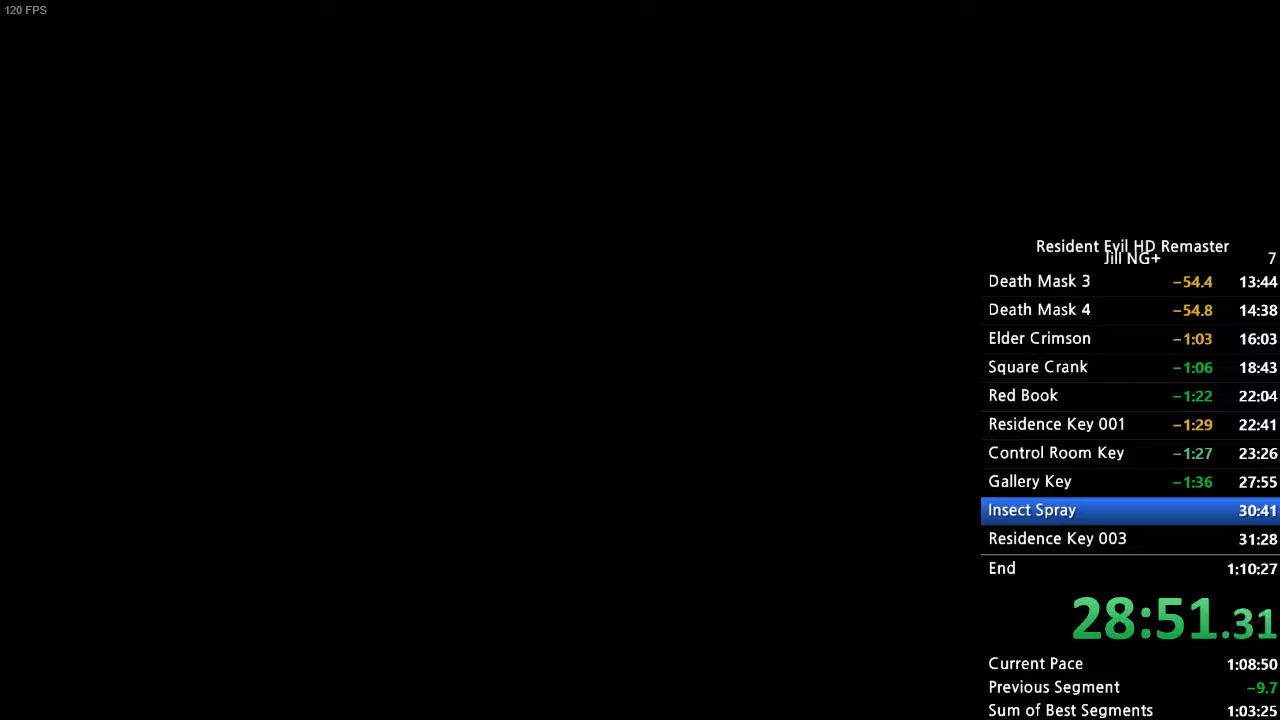 120 FPS
Resident Evil HD Remaster
Jill NG+ 7
Death Mask 3 -54.4 13:44
Death Mask 4 -54.8 14:38
Elder Crimson -1:03 16:03
Square Crank -1:06 18:43
Red Book -1:22 22:04
Residence Key 001 -1:29 22:41
Control Room Key -1:27 23:26
Gallery Key -1:36 27:55
Insect Spray 30:41
Residence Key 003 31:28
End 1:10:27
28:51.31
Current Pace 1:08:50
Previous Segment -9.7
Sum of Best Segments 1:03:25